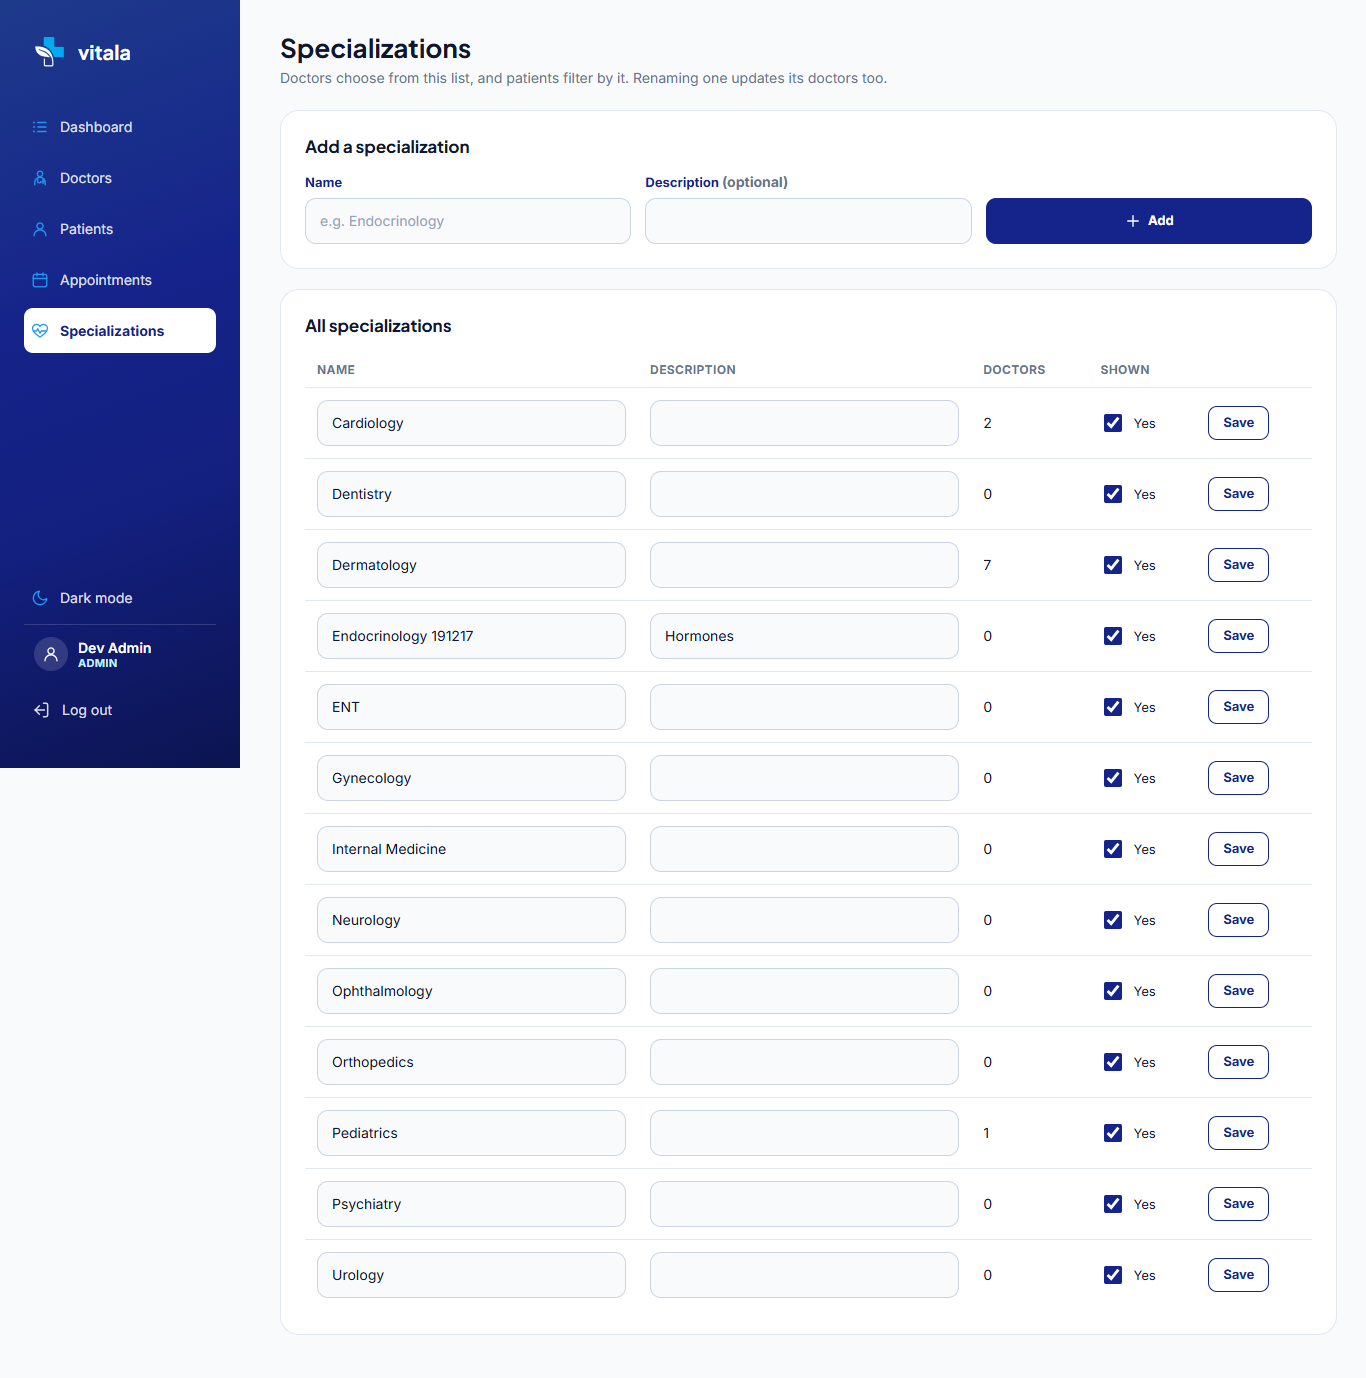 vitala
Dashboard
Doctors
Patients
Appointments
Specializations
Dark mode
Dev Admin
ADMIN
Log out
Specializations
Doctors choose from this list, and patients filter by it. Renaming one updates its doctors too.
Add a specialization
Name
Description (optional)
e.g. Endocrinology
Add
All specializations
NAME DESCRIPTION DOCTORS SHOWN
Cardiology 2 Yes Save
Dentistry 0 Yes Save
Dermatology 7 Yes Save
Endocrinology 191217 Hormones 0 Yes Save
ENT 0 Yes Save
Gynecology 0 Yes Save
Internal Medicine 0 Yes Save
Neurology 0 Yes Save
Ophthalmology 0 Yes Save
Orthopedics 0 Yes Save
Pediatrics 1 Yes Save
Psychiatry 0 Yes Save
Urology 0 Yes Save